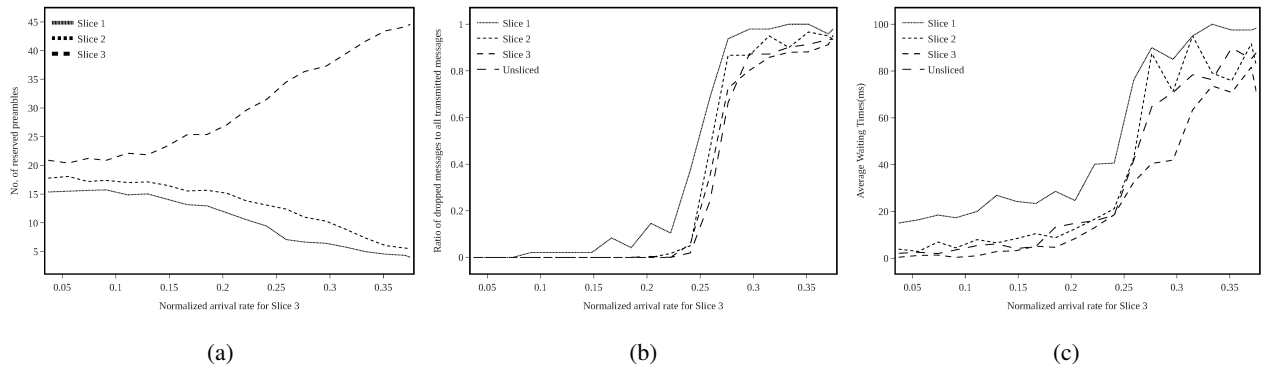 No. of reserved preambles
45
40
35
30
25
20
15
10
5
Slice 1
Slice 2
Slice 3
0.05 0.1 0.15 0.2 0.25 0.3 0.35
Normalized arrival rate for Slice 3
(a)
Ratio of dropped messages to all transmitted messages
1
0.8
0.6
0.4
0.2
0
Slice 1
Slice 2
Slice 3
Unsliced
0.05 0.1 0.15 0.2 0.25 0.3 0.35
Normalized arrival rate for Slice 3
(b)
Average Waiting Times(ms)
100
80
60
40
20
0
Slice 1
Slice 2
Slice 3
Unsliced
0.05 0.1 0.15 0.2 0.25 0.3 0.35
Normalized arrival rate for Slice 3
(c)